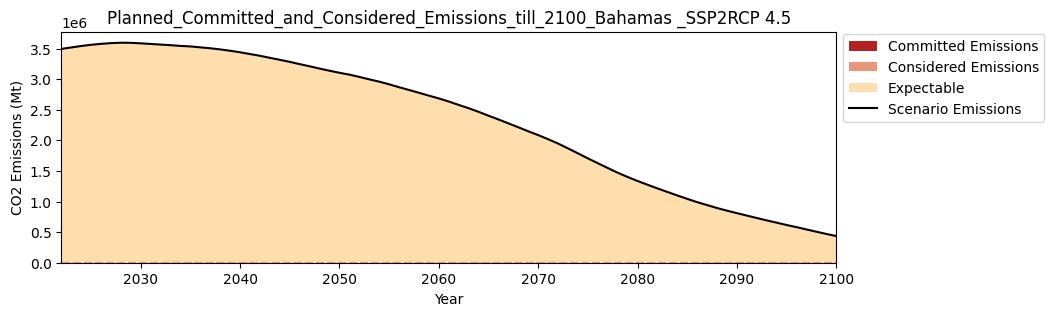 Planned_Committed_and_Considered_Emissions_till_2100_Bahamas _SSP2RCP 4.5
1e6
3.5
3.0
2.5
2.0
1.5
1.0
0.5
0.0
CO2 Emissions (Mt)
2030 2040 2050 2060 2070 2080 2090 2100
Year
Committed Emissions
Considered Emissions
Expectable
Scenario Emissions